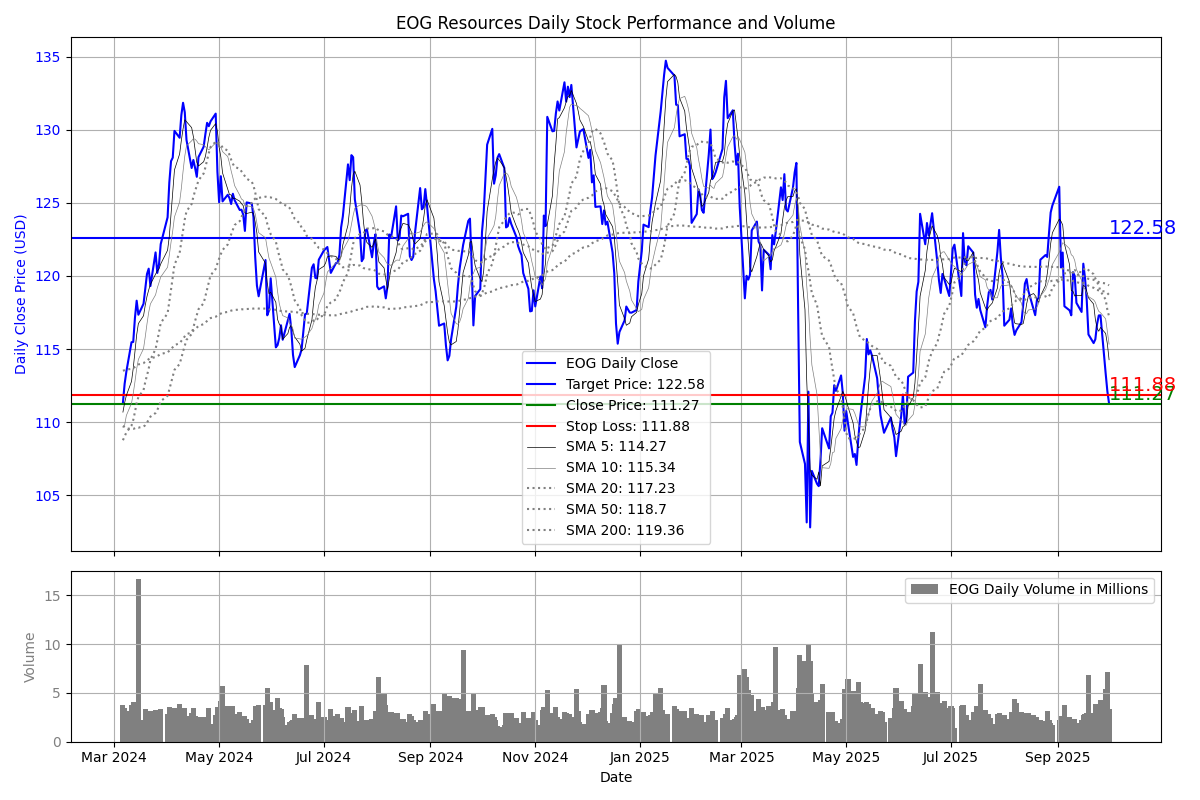 EOG Resources Daily Stock Performance and Volume
Daily Close Price (USD)
135
130
125
120
115
110
105
122.58
111.88
111.27
EOG Daily Close
Target Price: 122.58
Close Price: 111.27
Stop Loss: 111.88
SMA 5: 114.27
SMA 10: 115.34
SMA 20: 117.23
SMA 50: 118.7
SMA 200: 119.36
Volume
15
10
5
0
EOG Daily Volume in Millions
Mar 2024 May 2024 Jul 2024 Sep 2024 Nov 2024 Jan 2025 Mar 2025 May 2025 Jul 2025 Sep 2025
Date